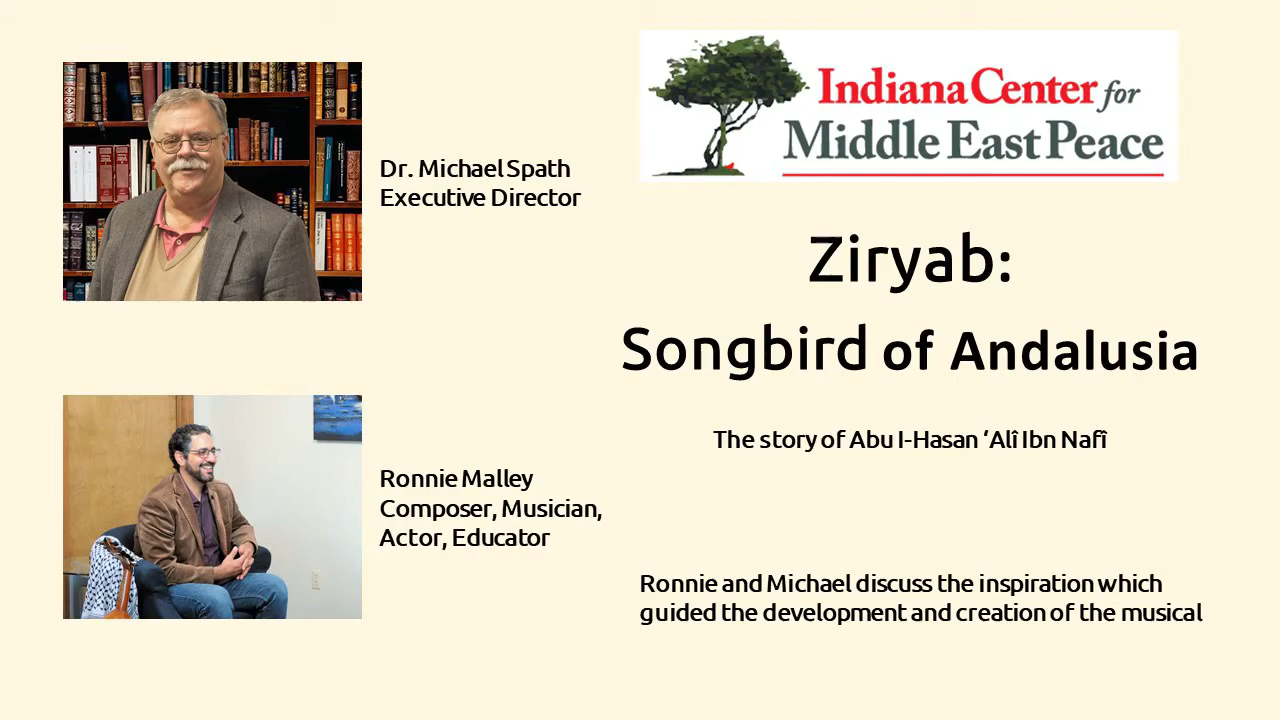 Dr. Michael Spath
Executive Director
Ronnie Malley
Composer, Musician,
Actor, Educator
Indiana Center for
Middle East Peace
Ziryab:
Songbird of Andalusia
The story of Abu I-Hasan ‘Alî Ibn Nafî
Ronnie and Michael discuss the inspiration which
guided the development and creation of the musical